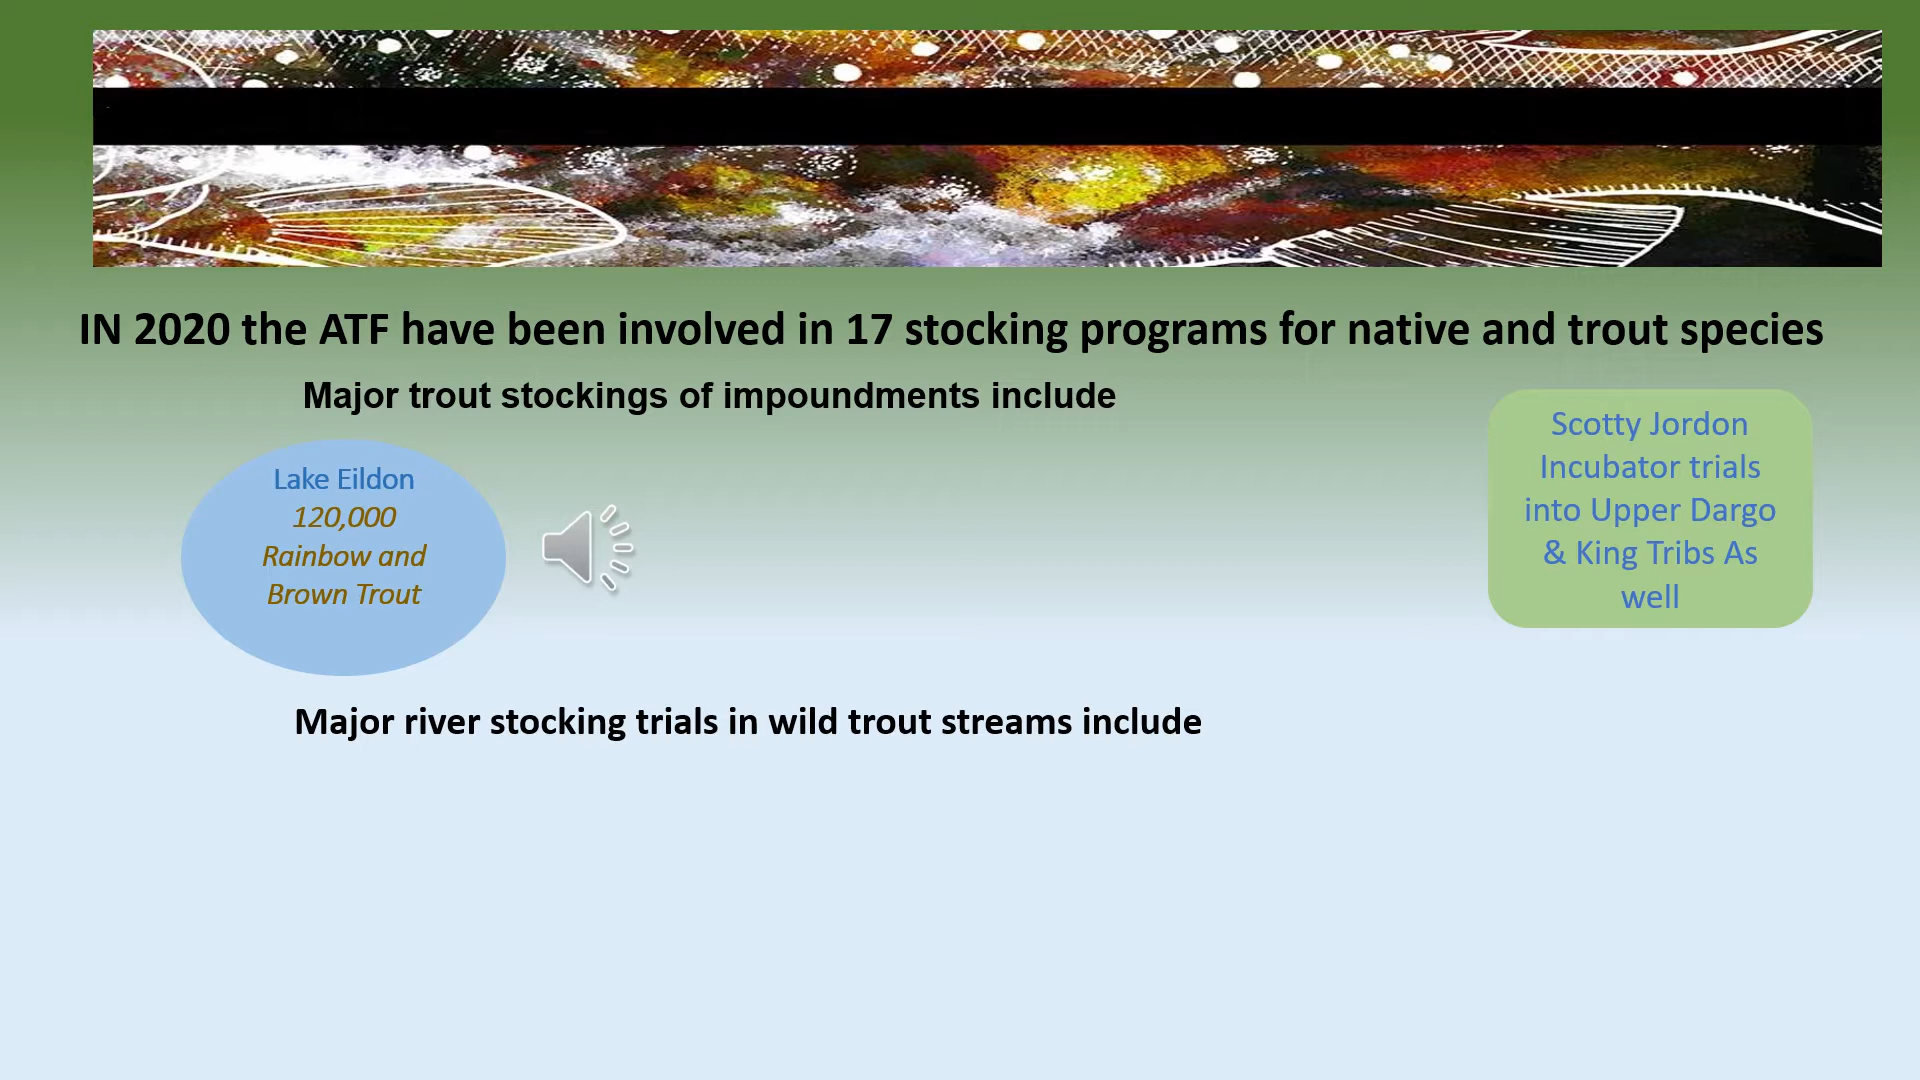 IN 2020 the ATF have been involved in 17 stocking programs for native and trout species
Major trout stockings of impoundments include
Lake Eildon
120,000
Rainbow and
Brown Trout
Scotty Jordon
Incubator trials
into Upper Dargo
& King Tribs As
well
Major river stocking trials in wild trout streams include